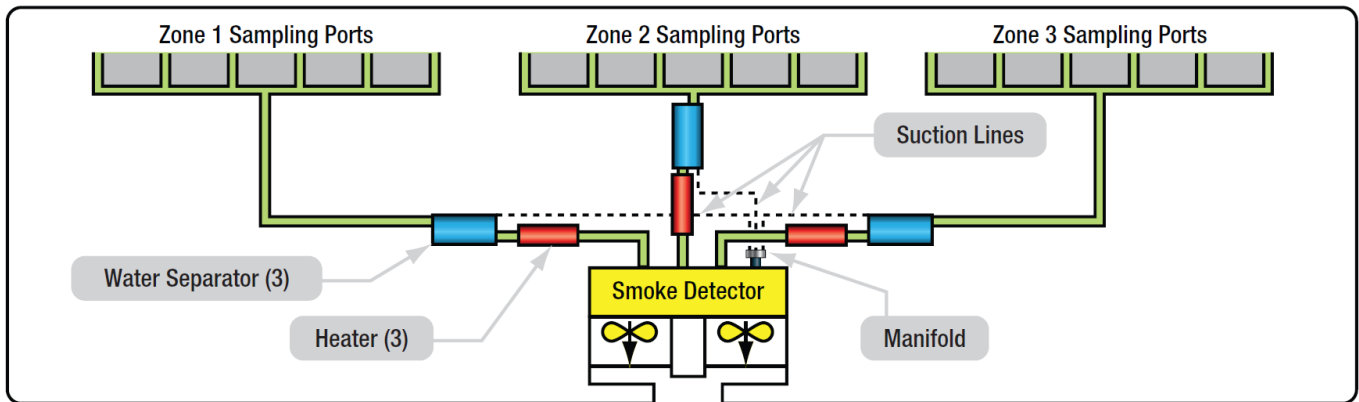 Zone 1 Sampling Ports
Zone 2 Sampling Ports
Zone 3 Sampling Ports
Suction Lines
Water Separator (3)
Smoke Detector
Heater (3)
Manifold